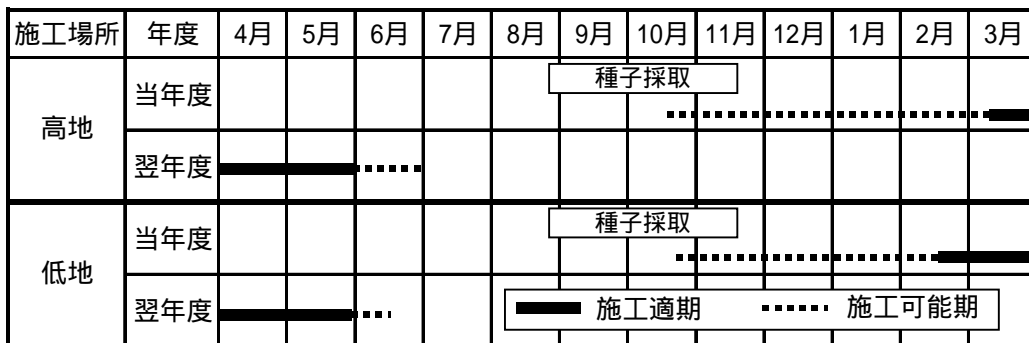 施工場所 年度 4月 5月 6月 7月 8月 9月 10月 11月 12月 1月 2月 3月
高地 当年度 種子採取
翌年度
低地 当年度 種子採取
翌年度 施工適期 施工可能期